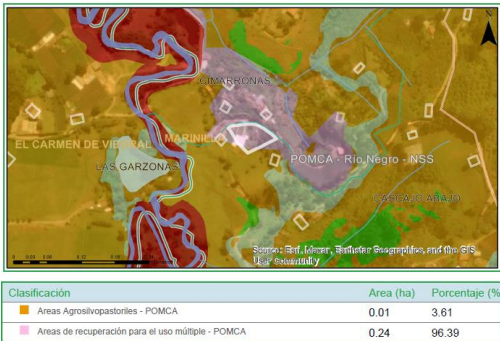 N
CIMARRONAS
EL CARMEN DE VIBORAL
MARINILLA
LAS GARZONAS
POMCA - Río Negro - NSS
CASCAJO ABAJO
Source: Esri, Maxar, Earthstar Geographics, and the GIS
User Community
Clasificación Area (ha) Porcentaje (%
Areas Agrosilvopastoriles - POMCA 0.01 3.61
Areas de recuperación para el uso múltiple - POMCA 0.24 96.39